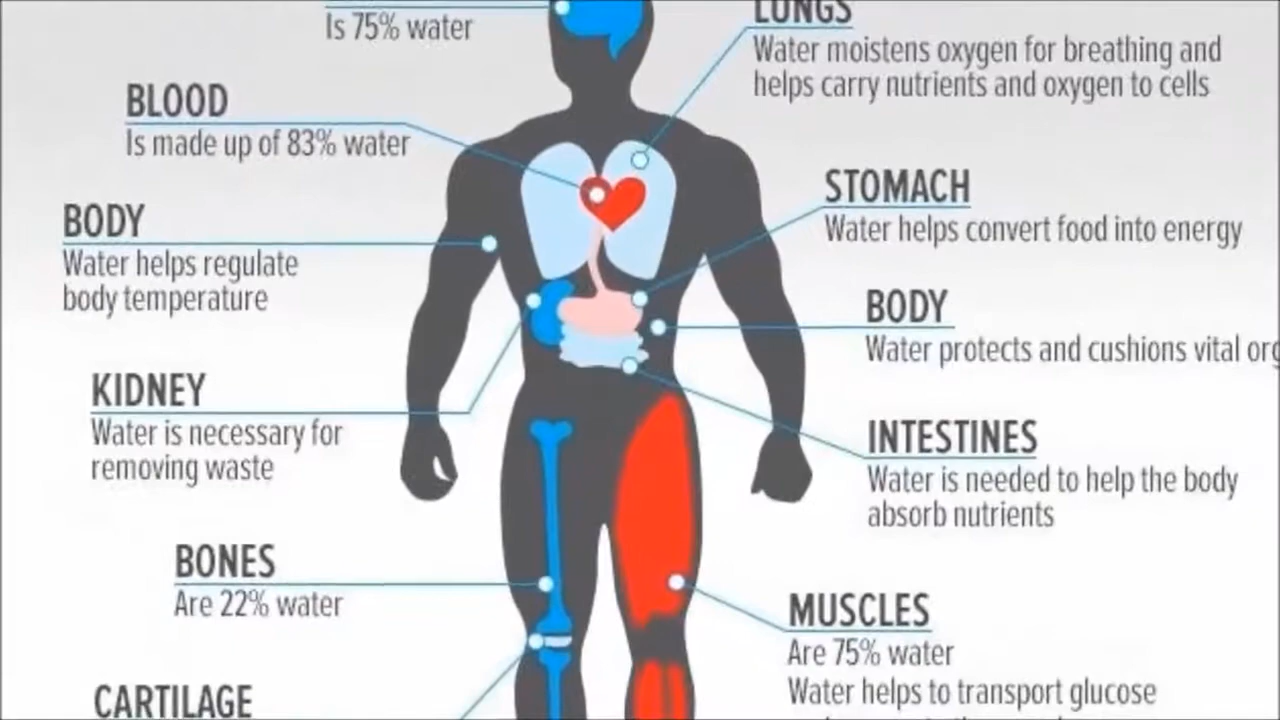 Is 75% water
LUNGS
Water moistens oxygen for breathing and
helps carry nutrients and oxygen to cells
BLOOD
Is made up of 83% water
STOMACH
Water helps convert food into energy
BODY
Water helps regulate
body temperature
BODY
Water protects and cushions vital org
KIDNEY
Water is necessary for
removing waste
INTESTINES
Water is needed to help the body
absorb nutrients
BONES
Are 22% water
MUSCLES
Are 75% water
Water helps to transport glucose
CARTILAGE